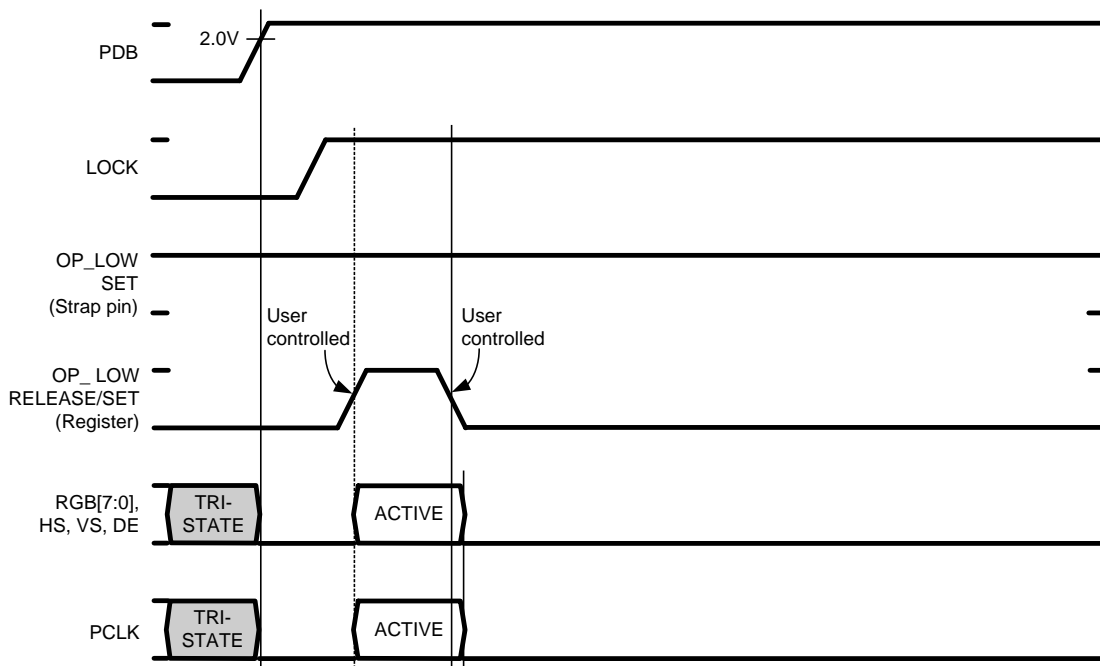 2.0V
PDB
LOCK
OP_LOW
SET
(Strap pin)
User
controlled
User
controlled
OP_ LOW
RELEASE/SET
(Register)
RGB[7:0],
HS, VS, DE
TRI-
STATE
ACTIVE
PCLK
TRI-
STATE
ACTIVE